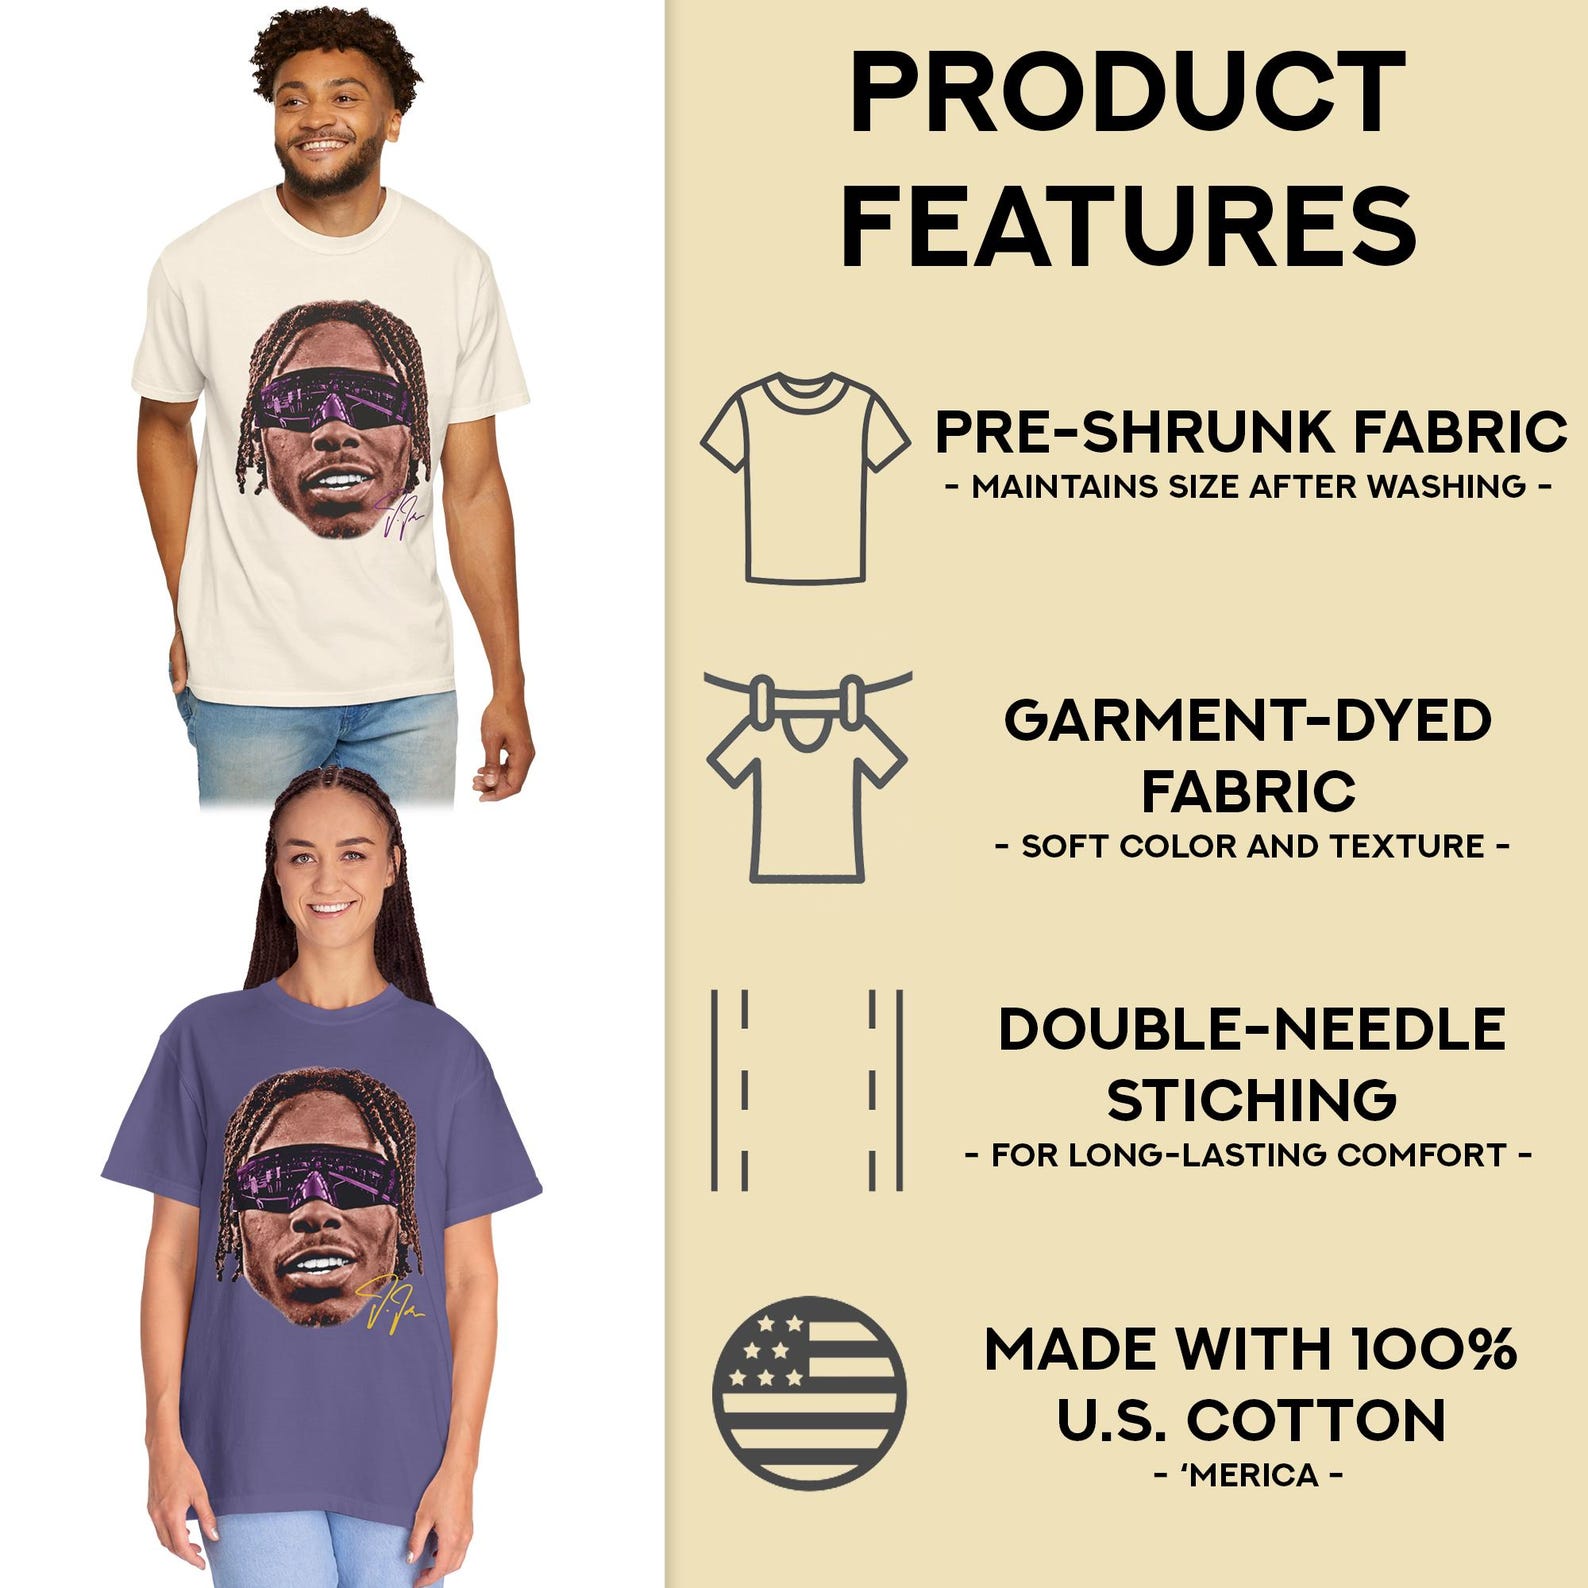 PRODUCT
FEATURES
PRE-SHRUNK FABRIC
- MAINTAINS SIZE AFTER WASHING -
GARMENT-DYED
FABRIC
- SOFT COLOR AND TEXTURE -
DOUBLE-NEEDLE
STICHING
- FOR LONG-LASTING COMFORT -
MADE WITH 100%
U.S. COTTON
- ‘MERICA -